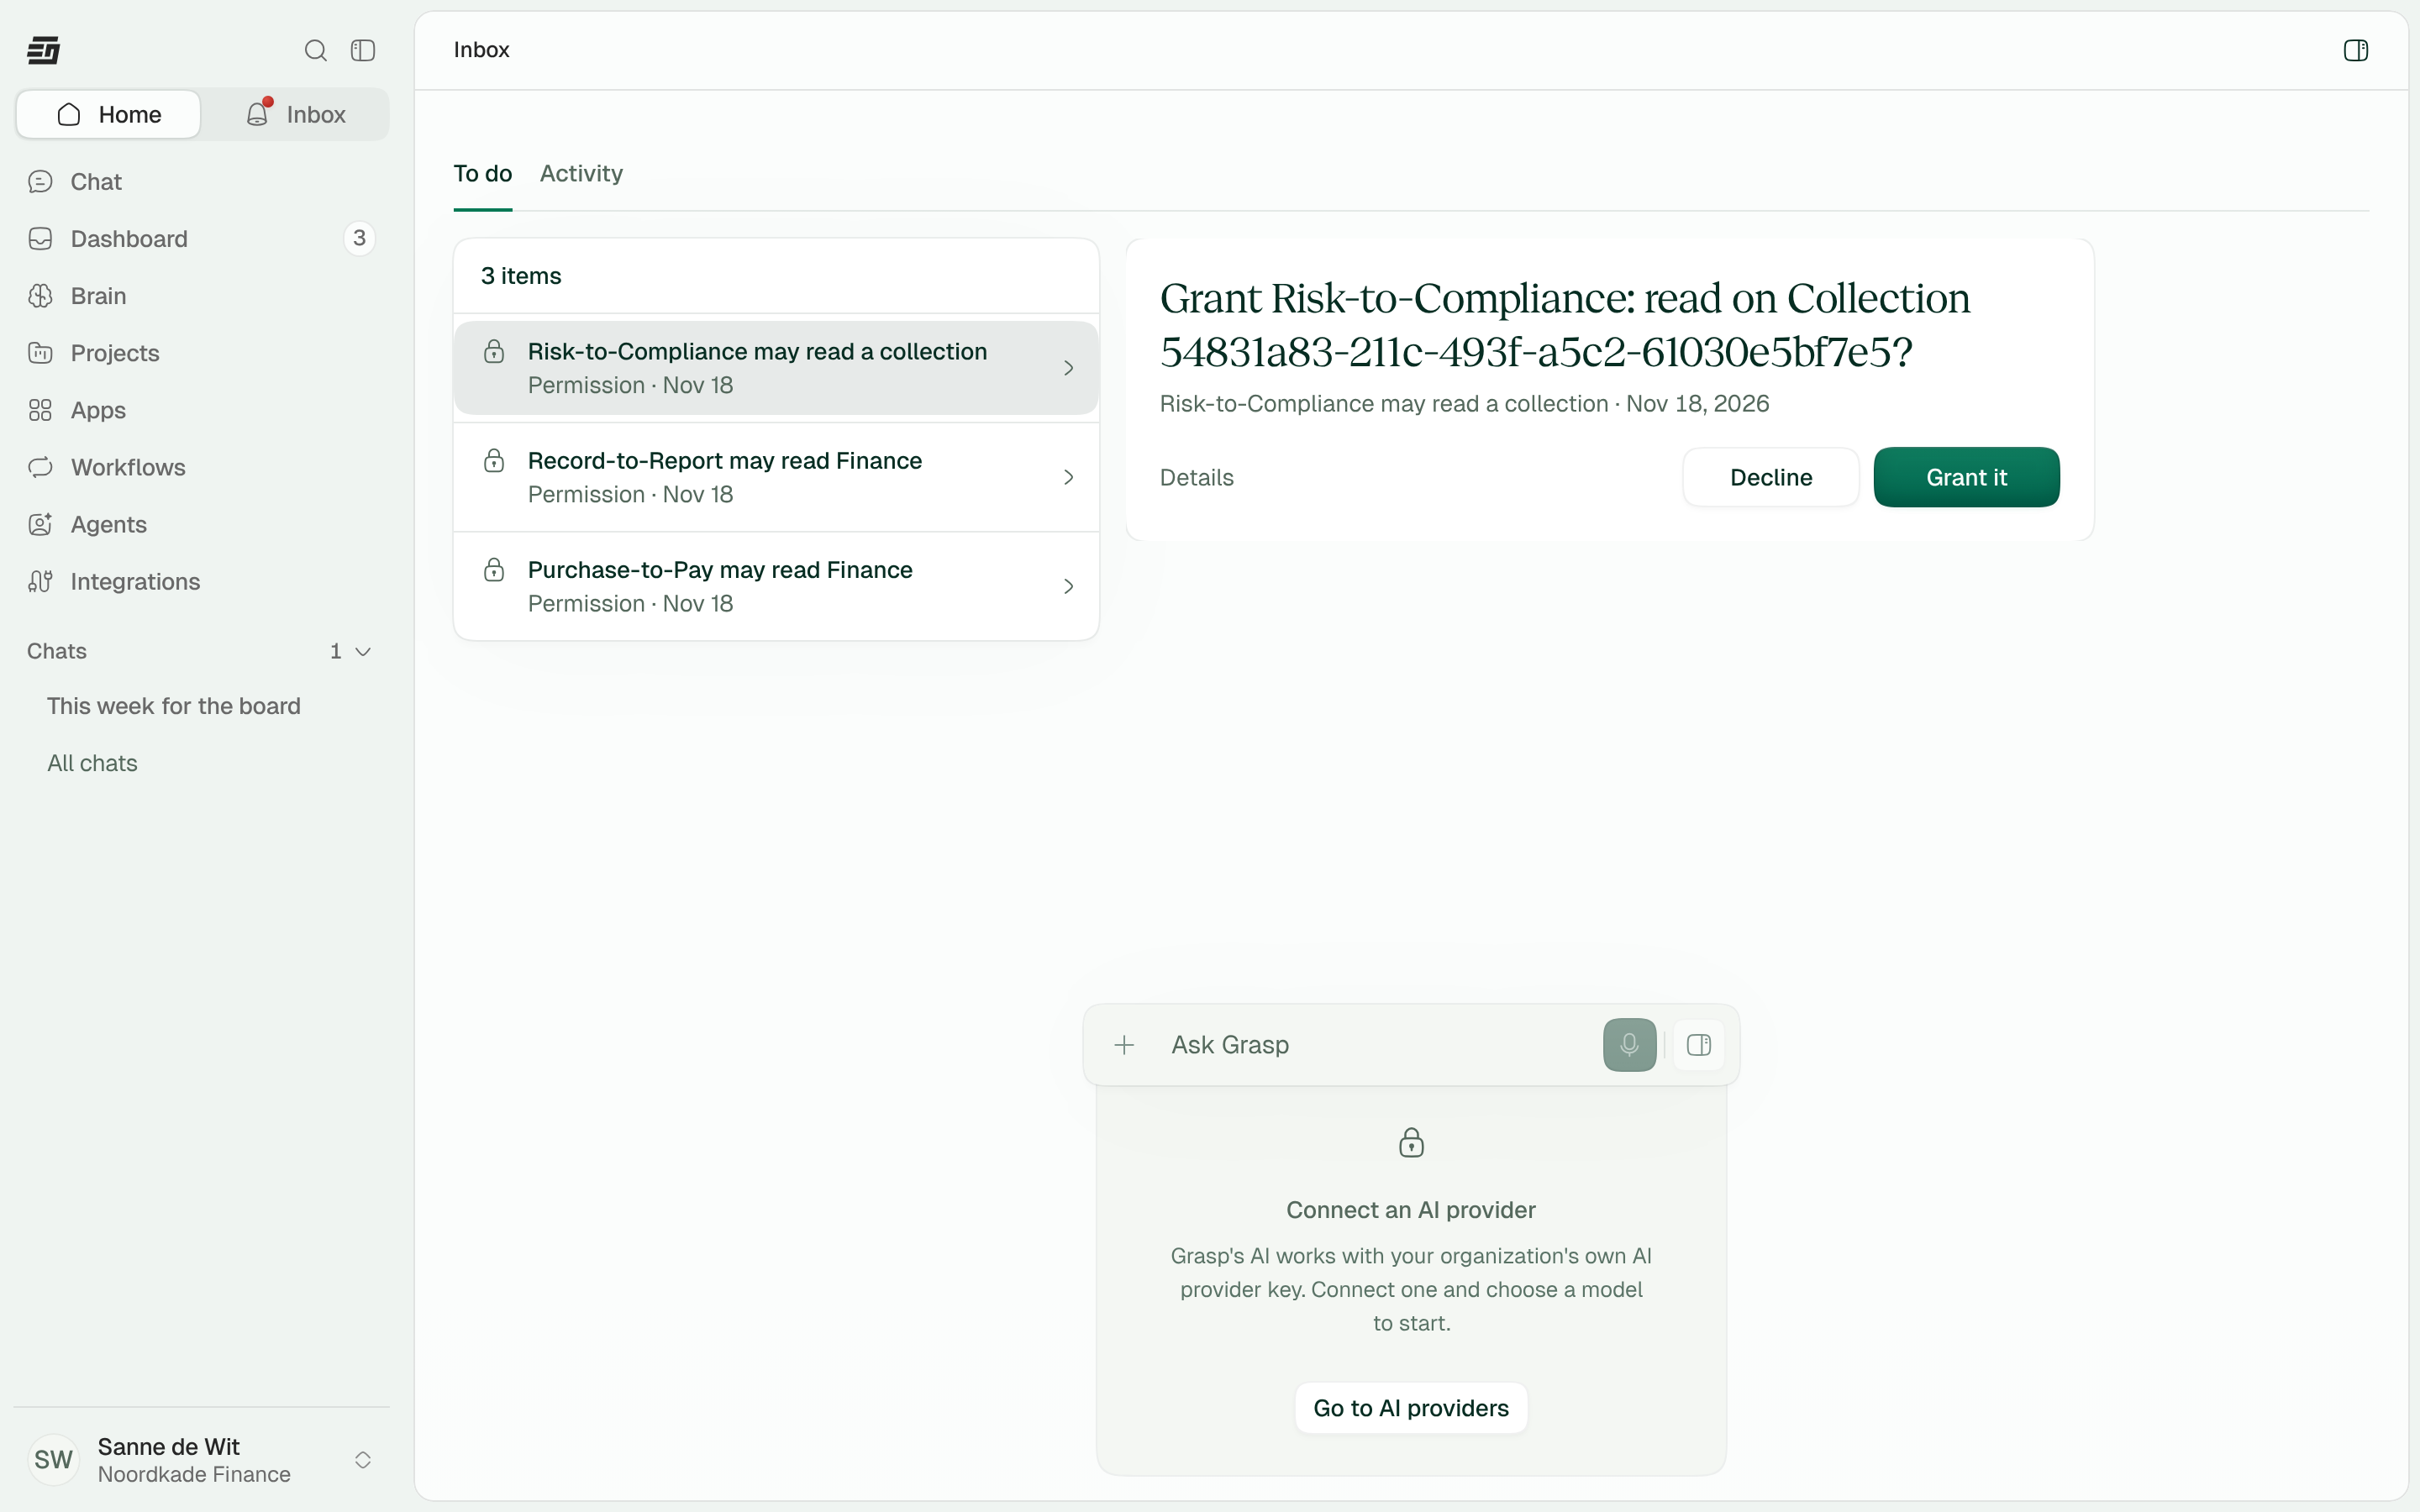 Home
Inbox
Chat
Dashboard
3
Brain
Projects
Apps
Workflows
Agents
Integrations
Chats
1
This week for the board
All chats
SW
Sanne de Wit
Noordkade Finance
Inbox
To do
Activity
3 items
Risk-to-Compliance may read a collection
Permission · Nov 18
Record-to-Report may read Finance
Permission · Nov 18
Purchase-to-Pay may read Finance
Permission · Nov 18
Grant Risk-to-Compliance: read on Collection
54831a83-211c-493f-a5c2-61030e5bf7e5?
Risk-to-Compliance may read a collection · Nov 18, 2026
Details
Decline
Grant it
Ask Grasp
Connect an AI provider
Grasp's AI works with your organization's own AI
provider key. Connect one and choose a model
to start.
Go to AI providers